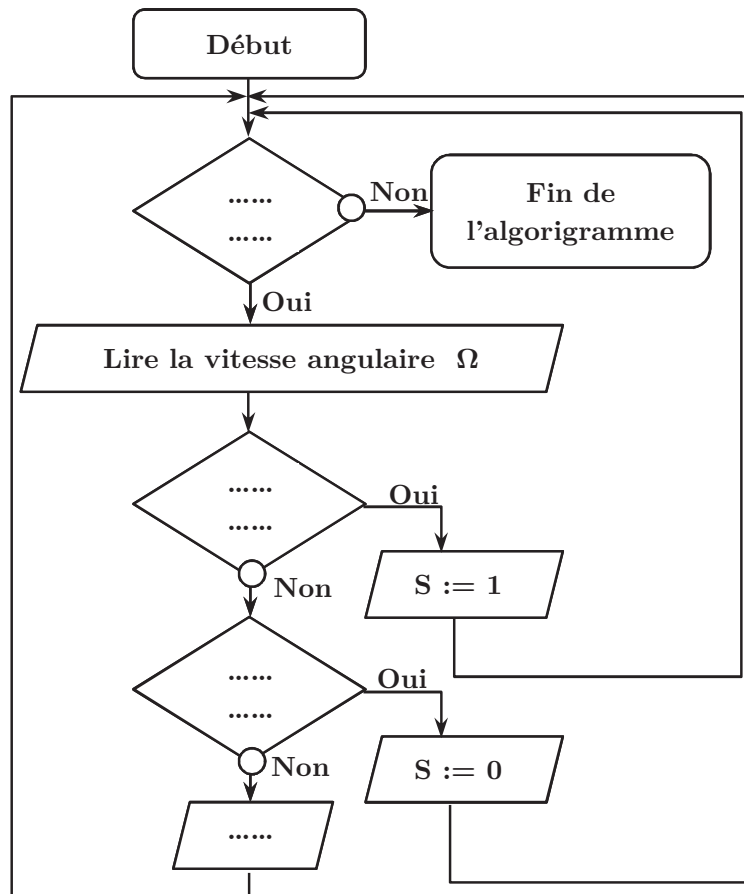 Début
......
......
Non
Fin de
l'algorigramme
Oui
Lire la vitesse angulaire Ω
......
......
Oui
S := 1
Non
......
......
Oui
S := 0
Non
......